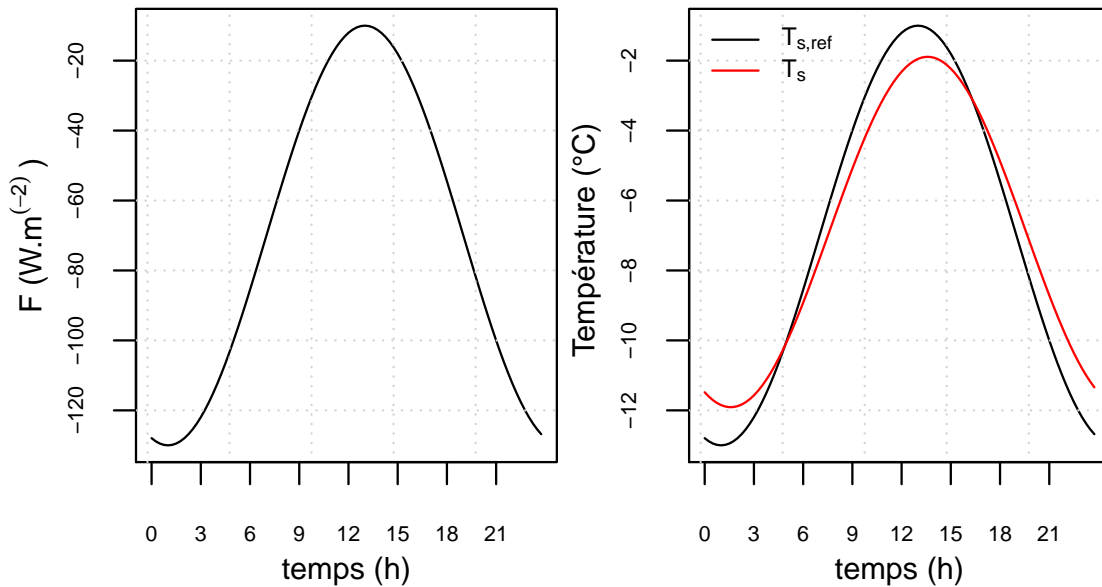 F (W.m(−2) )
−20
−40
−60
−80
−100
−120
0 3 6 9 12 15 18 21
temps (h)
Température (°C)
−2
−4
−6
−8
−10
−12
Ts,ref
Ts
0 3 6 9 12 15 18 21
temps (h)